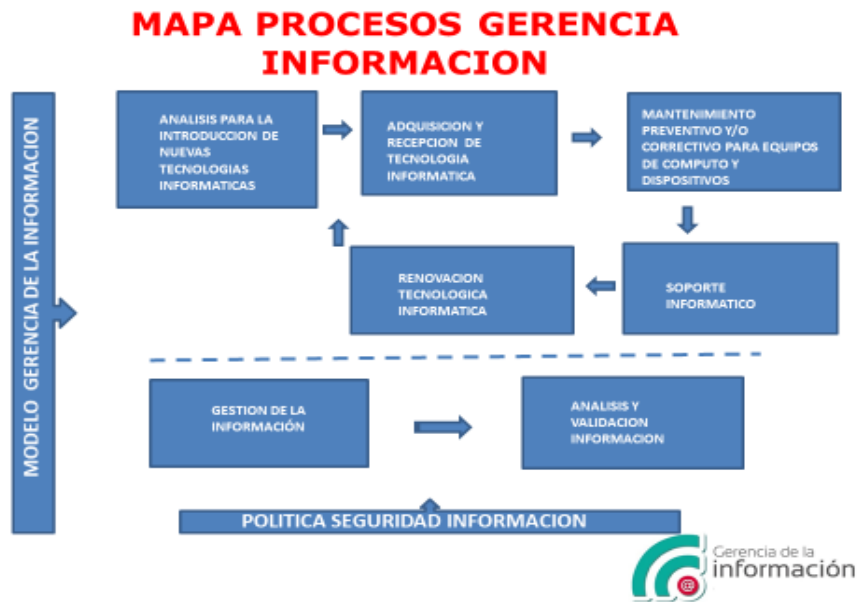 MAPA PROCESOS GERENCIA
INFORMACION
MODELO GERENCIA DE LA INFORMACION
ANALISIS PARA LA
INTRODUCCION DE
NUEVAS
TECNOLOGIAS
INFORMATICAS
ADQUISICION Y
RECEPCION DE
TECNOLOGIA
INFORMATICA
MANTENIMIENTO
PREVENTIVO Y/O
CORRECTIVO PARA EQUIPOS
DE COMPUTO Y
DISPOSITIVOS
RENOVACION
TECNOLOGICA
INFORMATICA
SOPORTE
INFORMATICO
GESTION DE LA
INFORMACIÓN
ANALISIS Y
VALIDACION
INFORMACION
POLITICA SEGURIDAD INFORMACION
Gerencia de la
información
@